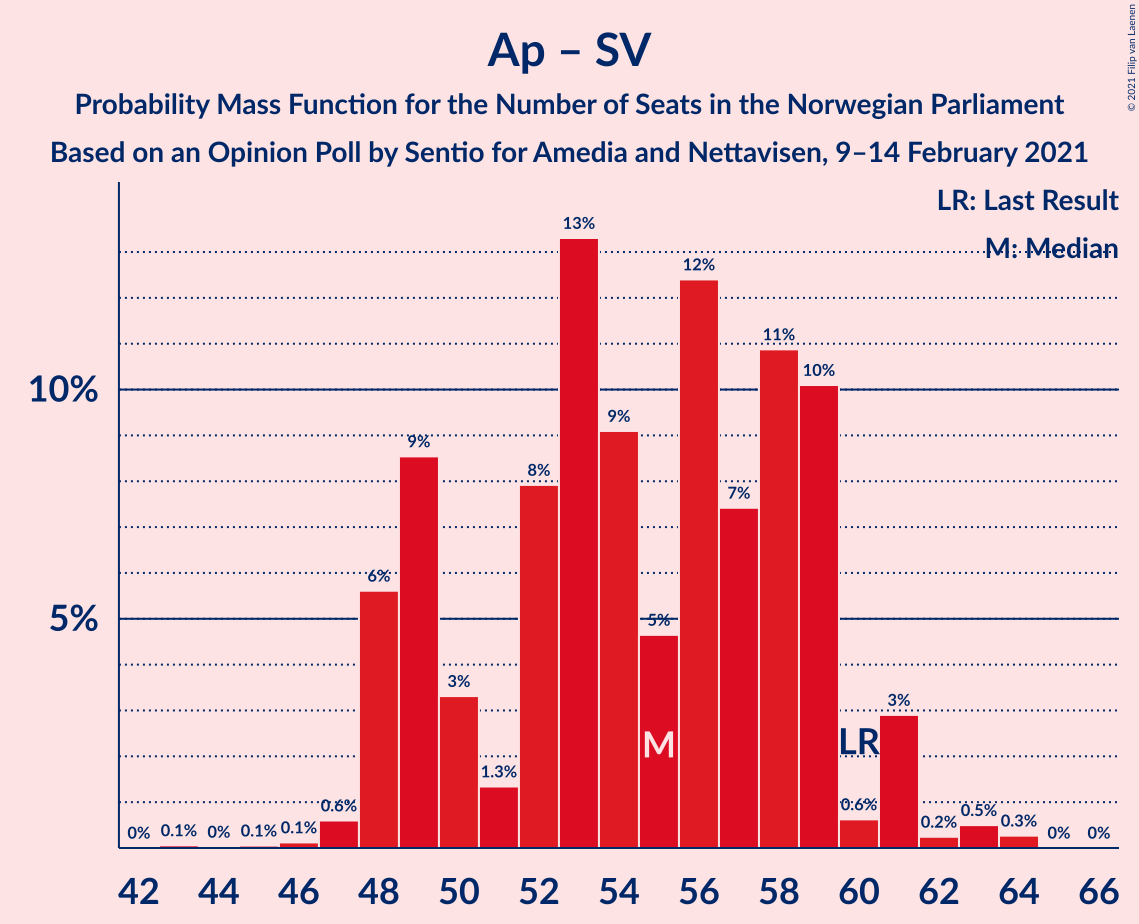 © 2021 Filip van Laenen
Ap – SV
Probability Mass Function for the Number of Seats in the Norwegian Parliament
Based on an Opinion Poll by Sentio for Amedia and Nettavisen, 9–14 February 2021
LR: Last Result
M: Median
10%
5%
0% 0.1% 0% 0.1% 0.1% 0.6% 6% 9% 3% 1.3% 8% 13% 9% 5% 12% 7% 11% 10% 0.6% 3% 0.2% 0.5% 0.3% 0% 0%
M LR
42 44 46 48 50 52 54 56 58 60 62 64 66